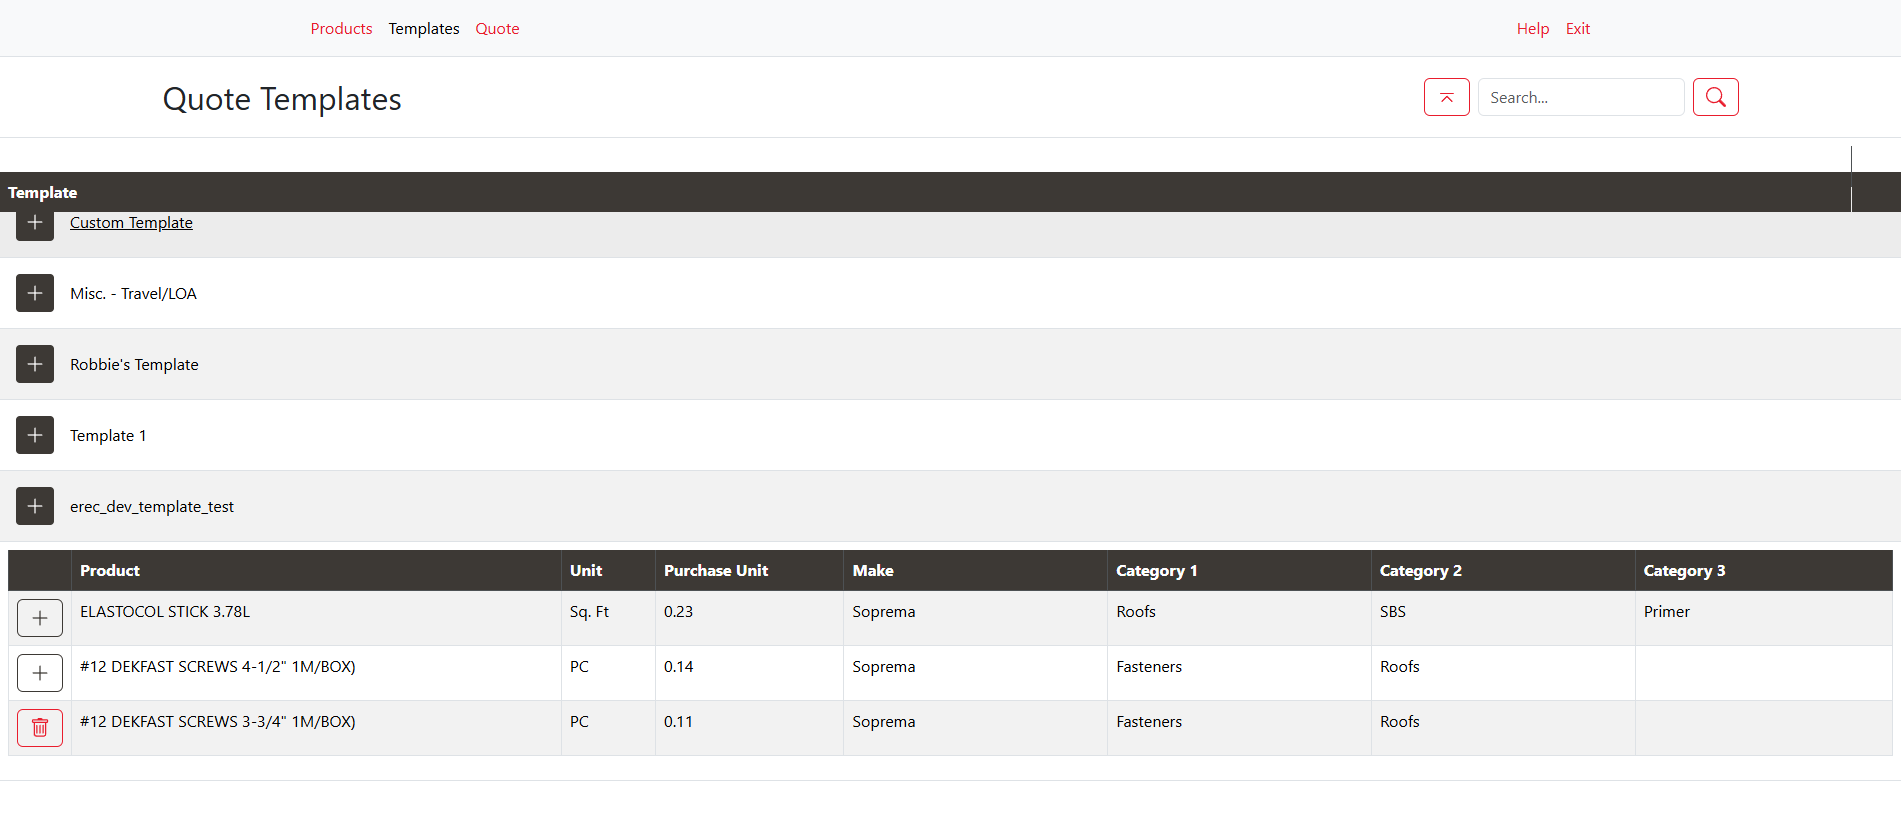 Products Templates Quote Help Exit
Quote Templates Search...
Template
Custom Template
Misc. - Travel/LOA
Robbie's Template
Template 1
erec_dev_template_test
Product Unit Purchase Unit Make Category 1 Category 2 Category 3
ELASTOCOL STICK 3.78L Sq. Ft 0.23 Soprema Roofs SBS Primer
#12 DEKFAST SCREWS 4-1/2" 1M/BOX) PC 0.14 Soprema Fasteners Roofs
#12 DEKFAST SCREWS 3-3/4" 1M/BOX) PC 0.11 Soprema Fasteners Roofs